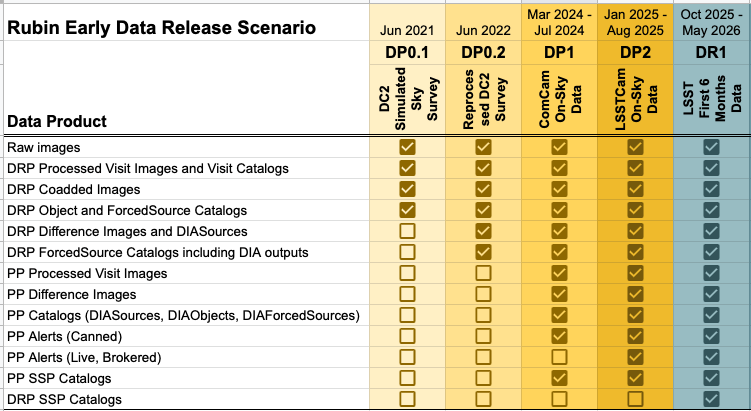 Rubin Early Data Release Scenario
Jun 2021
Jun 2022
Mar 2024 -
Jul 2024
Jan 2025 -
Aug 2025
Oct 2025 -
May 2026
DP0.1
DP0.2
DP1
DP2
DR1
Data Product
DC2
Simulated
Sky
Survey
Reproces
sed DC2
Survey
ComCam
On-Sky
Data
LSSTCam
On-Sky
Data
LSST
First 6
Months
Data
Raw images
DRP Processed Visit Images and Visit Catalogs
DRP Coadded Images
DRP Object and ForcedSource Catalogs
DRP Difference Images and DIASources
DRP ForcedSource Catalogs including DIA outputs
PP Processed Visit Images
PP Difference Images
PP Catalogs (DIASources, DIAObjects, DIAForcedSources)
PP Alerts (Canned)
PP Alerts (Live, Brokered)
PP SSP Catalogs
DRP SSP Catalogs